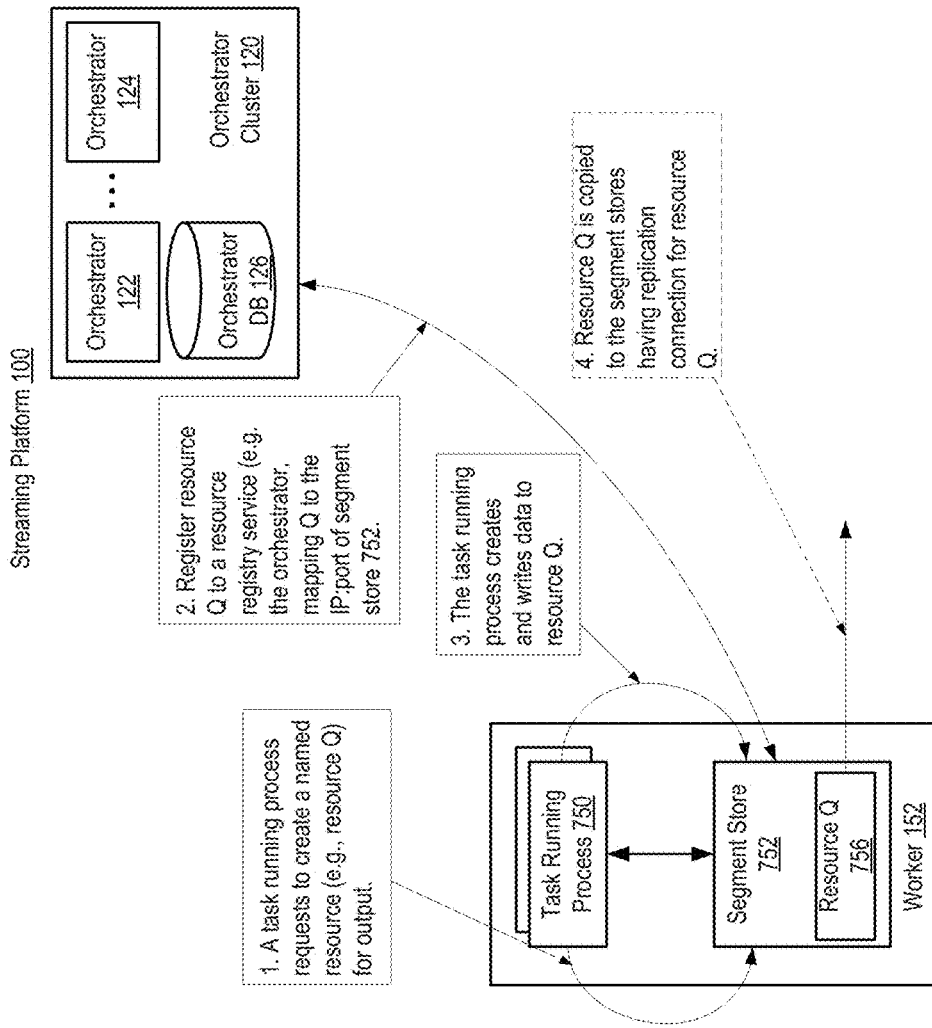 Streaming Platform 100
Orchestrator
122
• • •
Orchestrator
124
Orchestrator
DB 126
Orchestrator
Cluster 120
2. Register resource
Q to a resource
registry service (e.g.
the orchestrator,
mapping Q to the
IP:port of segment
store 752.
1. A task running process
requests to create a named
resource (e.g., resource Q)
for output.
3. The task running
process creates
and writes data to
resource Q.
4. Resource Q is copied
to the segment stores
having replication
connection for resource
Q.
Task Running
Process 750
Segment Store
752
Resource Q
756
Worker 152